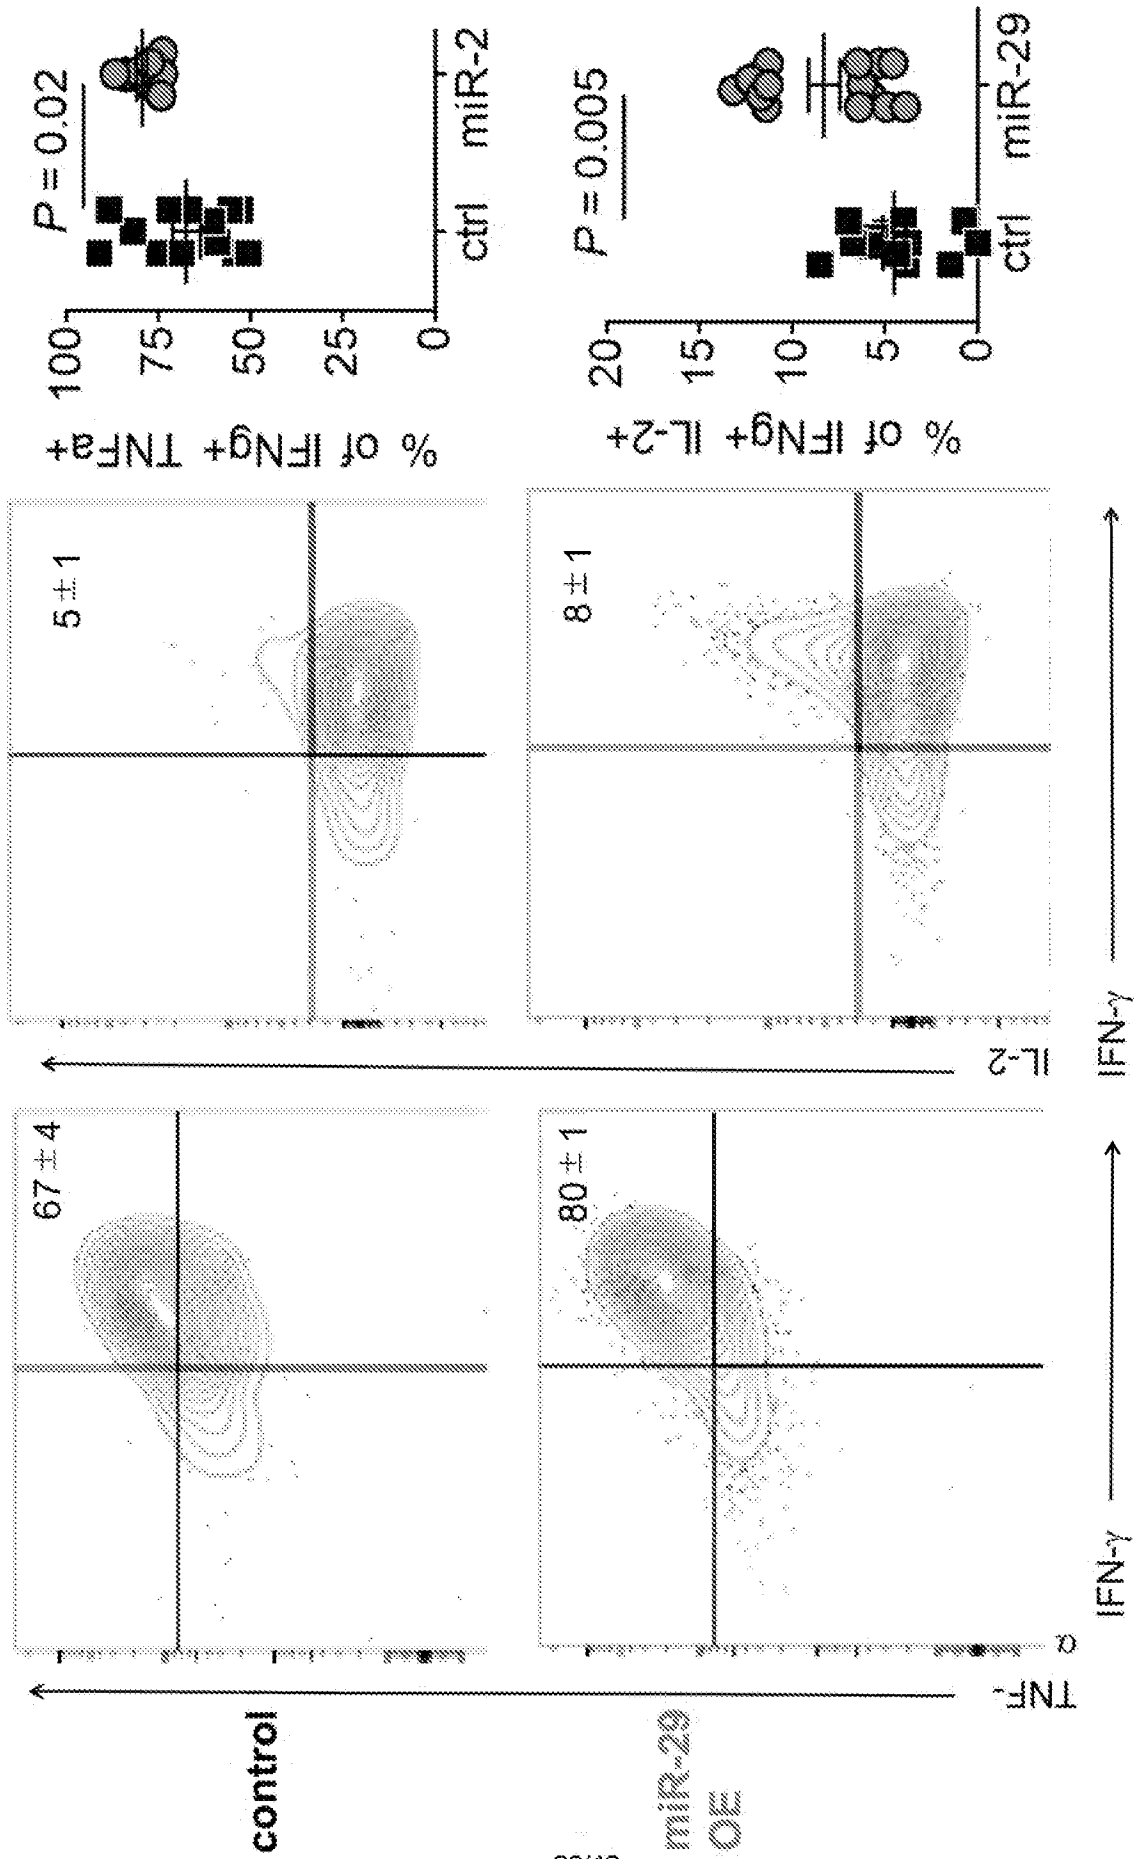 control
miR-29
OE
TNF-
α
67±4
80±1
IFN-γ
IL-2
5±1
8±1
IFN-γ
% of IFNg+ TNFa+
100
75
50
25
0
P = 0.02
ctrl
miR-2
% of IFNg+ IL-2+
20
15
10
5
0
P = 0.005
ctrl
miR-29